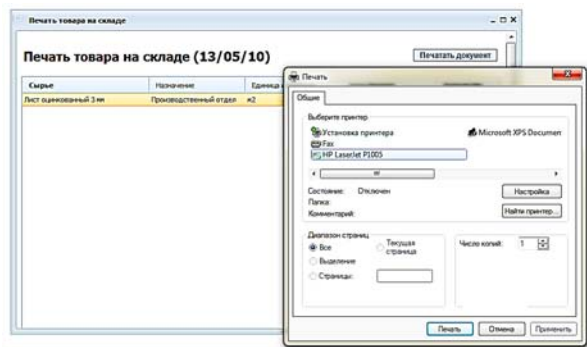 Печать товара на складе
Печать товара на складе (13/05/10)
Печатать документ
Сырье Назначение Единица
Лист оцинкованный 3 мм Производственный отдел м2
Печать
Общие
Выберите принтер
Установка принтера Microsoft XPS Documen
Fax
HP LaserJet P1005
Состояние: Отключен Настройка
Папка:
Комментарий: Найти принтер...
Диапазон страниц
Все Текущая страница Число копий: 1
Выделение
Страницы:
Печать Отмена Применить